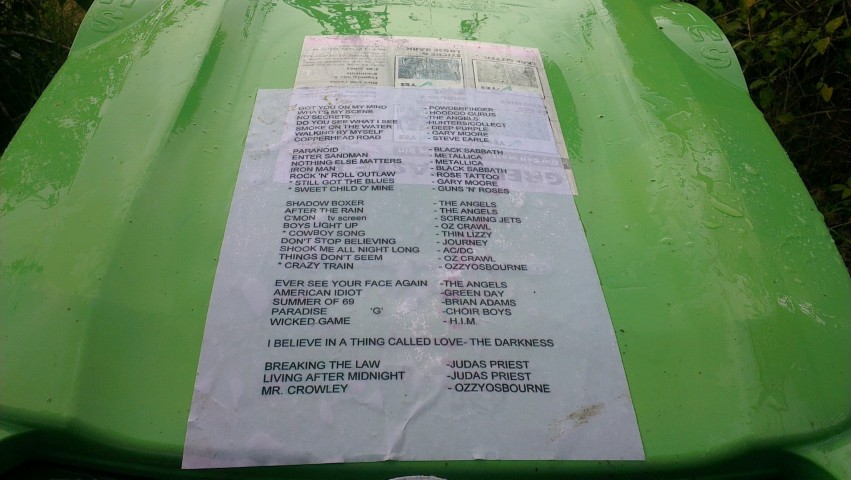 YES
YES
GOT YOU ON MY MIND - POWDERFINGER
WHAT'S MY SCENE - HOODOO GURUS
NO SECRETS - THE ANGELS
DO YOU SEE WHAT I SEE -HUNTERS/COLLECT
SMOKE ON THE WATER - DEEP PURPLE
WALKING BY MYSELF - GARY MOORE
COPPERHEAD ROAD - STEVE EARLE
PARANOID - BLACK SABBATH
ENTER SANDMAN - METALLICA
NOTHING ELSE MATTERS - METALLICA
IRON MAN - BLACK SABBATH
ROCK 'N' ROLL OUTLAW - ROSE TATTOO
* STILL GOT THE BLUES - GARY MOORE
* SWEET CHILD O' MINE - GUNS 'N' ROSES
SHADOW BOXER - THE ANGELS
AFTER THE RAIN - THE ANGELS
C'MON tv screen - SCREAMING JETS
BOYS LIGHT UP - OZ CRAWL
* COWBOY SONG - THIN LIZZY
DON'T STOP BELIEVING - JOURNEY
SHOOK ME ALL NIGHT LONG - AC/DC
THINGS DON'T SEEM - OZ CRAWL
* CRAZY TRAIN - OZZYOSBOURNE
EVER SEE YOUR FACE AGAIN -THE ANGELS
AMERICAN IDIOT -GREEN DAY
SUMMER OF 69 -BRIAN ADAMS
PARADISE 'G' -CHOIR BOYS
WICKED GAME - H.I.M.
I BELIEVE IN A THING CALLED LOVE- THE DARKNESS
BREAKING THE LAW -JUDAS PRIEST
LIVING AFTER MIDNIGHT -JUDAS PRIEST
MR. CROWLEY - OZZYOSBOURNE